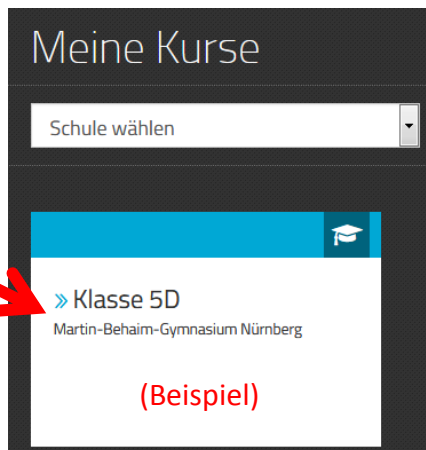 Meine Kurse
Schule wählen
» Klasse 5D
Martin-Behaim-Gymnasium Nürnberg
(Beispiel)